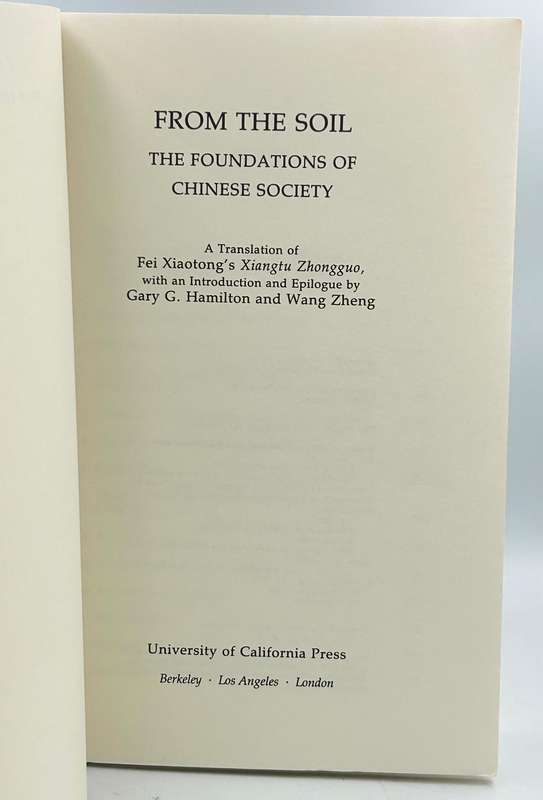 FROM THE SOIL
THE FOUNDATIONS OF
CHINESE SOCIETY
A Translation of
Fei Xiaotong's Xiangtu Zhongguo,
with an Introduction and Epilogue by
Gary G. Hamilton and Wang Zheng
University of California Press
Berkeley · Los Angeles · London